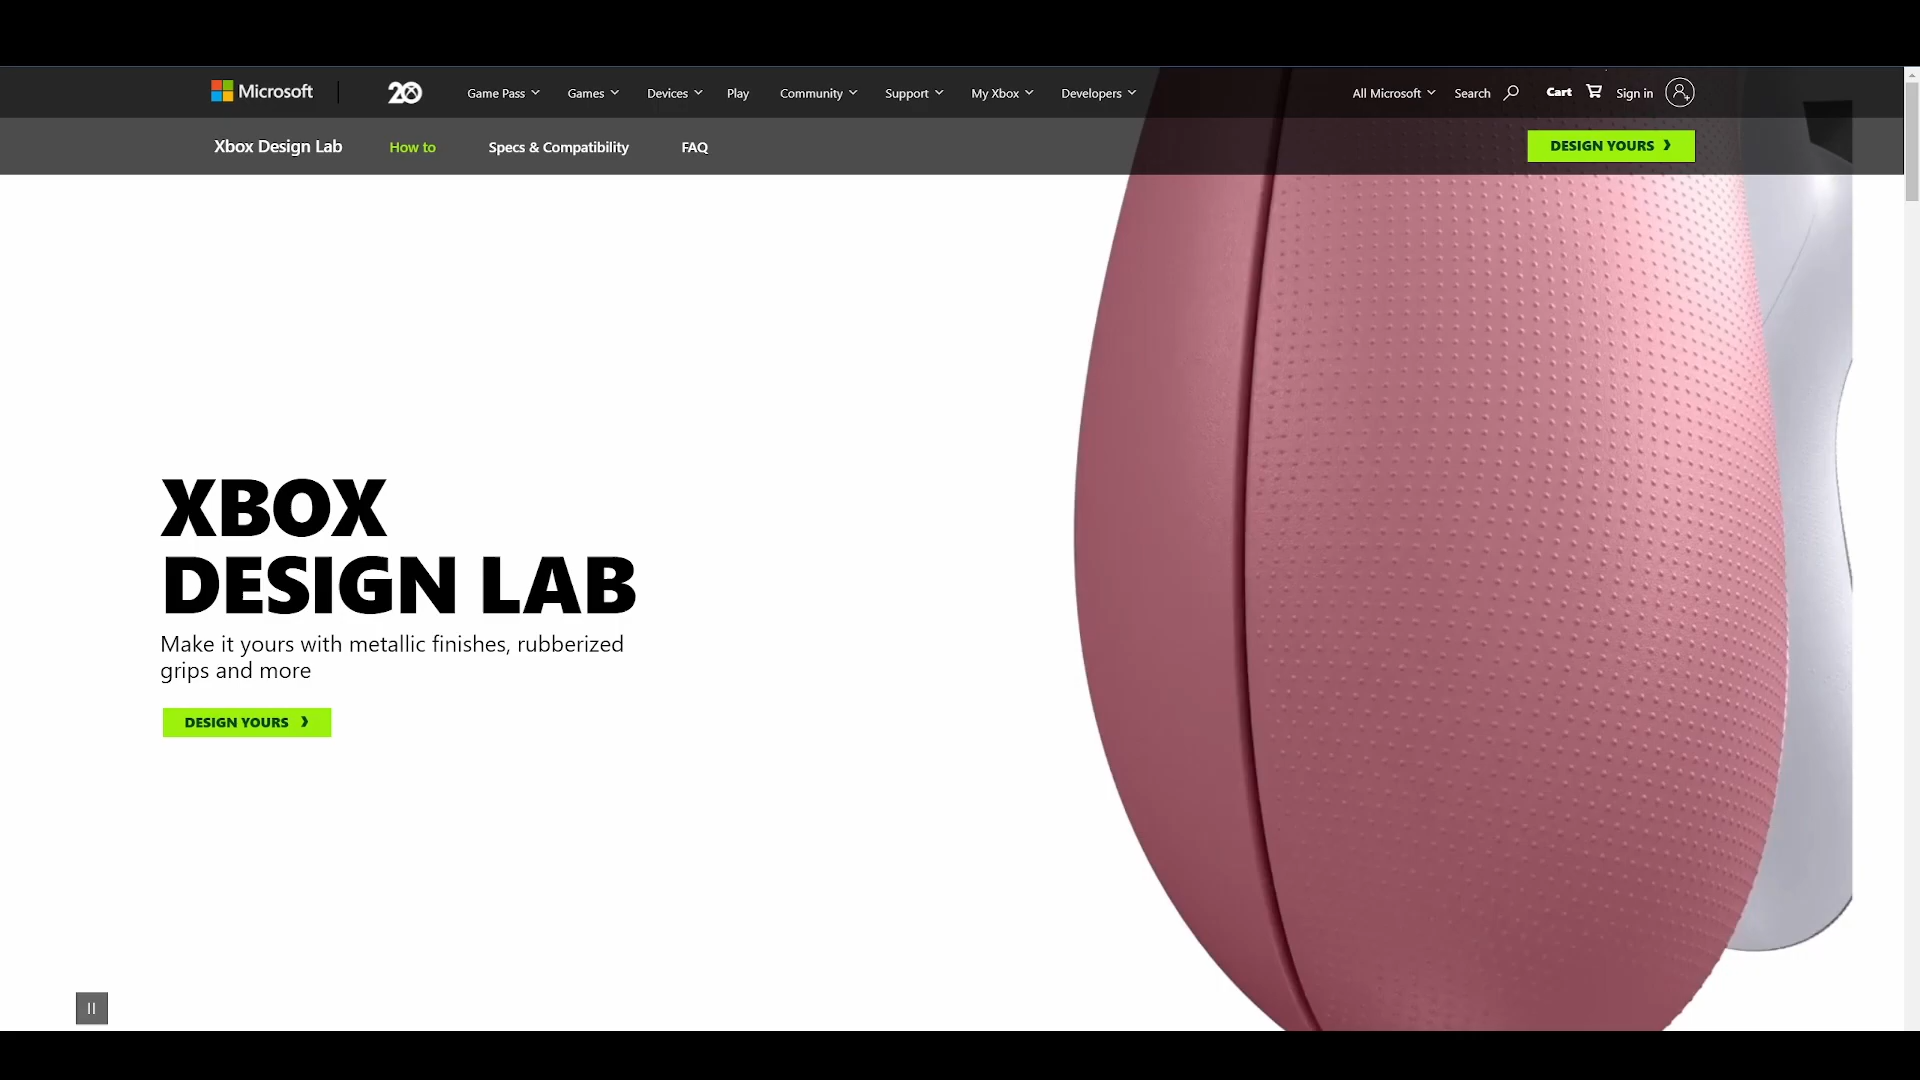 Microsoft
20
Game Pass
Games
Devices
Play
Community
Support
My Xbox
Developers
All Microsoft
Search
Cart
Sign in
Xbox Design Lab
How to
Specs & Compatibility
FAQ
DESIGN YOURS
XBOX
DESIGN LAB
Make it yours with metallic finishes, rubberized
grips and more
DESIGN YOURS